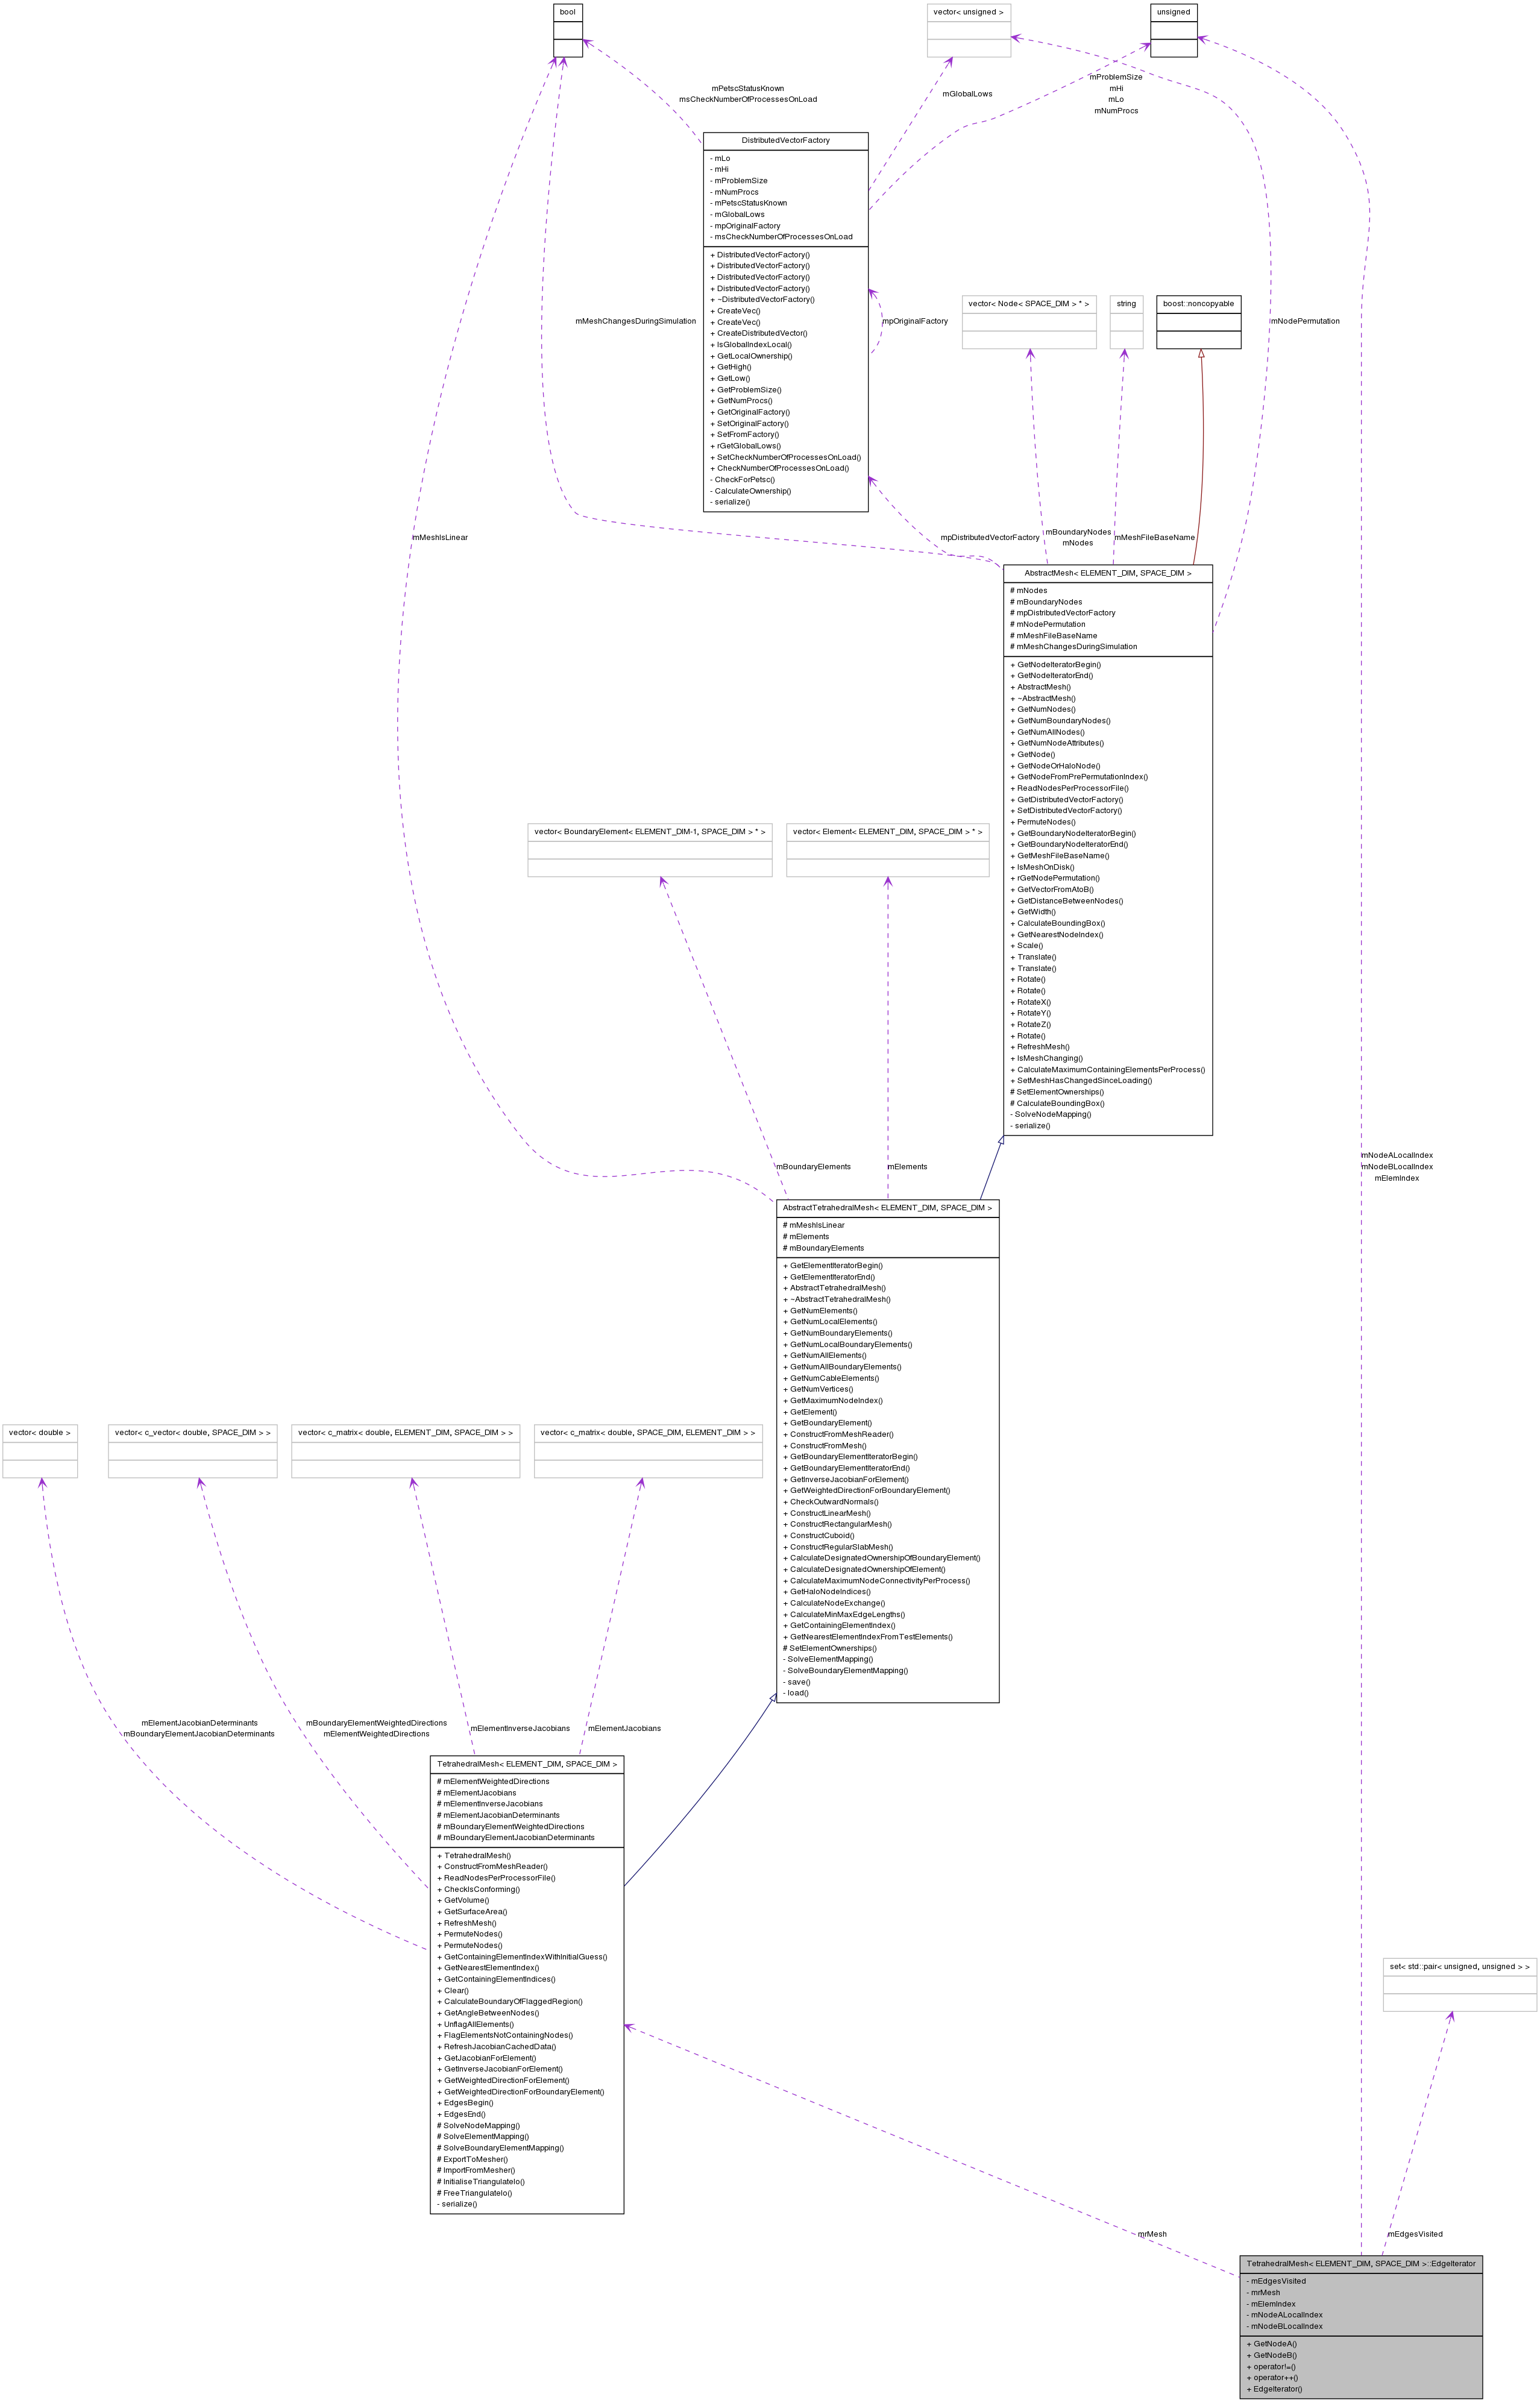 bool
vector< unsigned >
unsigned
mPetscStatusKnown
msCheckNumberOfProcessesOnLoad
mGlobalLows
mProblemSize
mHi
mLo
mNumProcs
DistributedVectorFactory
- mLo
- mHi
- mProblemSize
- mNumProcs
- mPetscStatusKnown
- mGlobalLows
- mpOriginalFactory
- msCheckNumberOfProcessesOnLoad
+ DistributedVectorFactory()
+ DistributedVectorFactory()
+ DistributedVectorFactory()
+ DistributedVectorFactory()
+ ~DistributedVectorFactory()
+ CreateVec()
+ CreateVec()
+ CreateDistributedVector()
+ IsGlobalIndexLocal()
+ GetLocalOwnership()
+ GetHigh()
+ GetLow()
+ GetProblemSize()
+ GetNumProcs()
+ GetOriginalFactory()
+ SetOriginalFactory()
+ SetFromFactory()
+ rGetGlobalLows()
+ SetCheckNumberOfProcessesOnLoad()
+ CheckNumberOfProcessesOnLoad()
- CheckForPetsc()
- CalculateOwnership()
- serialize()
mpOriginalFactory
vector< Node< SPACE_DIM > * >
string
boost::noncopyable
mMeshChangesDuringSimulation
mNodePermutation
mMeshIsLinear
mpDistributedVectorFactory
mBoundaryNodes
mNodes
mMeshFileBaseName
AbstractMesh< ELEMENT_DIM, SPACE_DIM >
# mNodes
# mBoundaryNodes
# mpDistributedVectorFactory
# mNodePermutation
# mMeshFileBaseName
# mMeshChangesDuringSimulation
+ GetNodeIteratorBegin()
+ GetNodeIteratorEnd()
+ AbstractMesh()
+ ~AbstractMesh()
+ GetNumNodes()
+ GetNumBoundaryNodes()
+ GetNumAllNodes()
+ GetNumNodeAttributes()
+ GetNode()
+ GetNodeOrHaloNode()
+ GetNodeFromPrePermutationIndex()
+ ReadNodesPerProcessorFile()
+ GetDistributedVectorFactory()
+ SetDistributedVectorFactory()
+ PermuteNodes()
+ GetBoundaryNodeIteratorBegin()
+ GetBoundaryNodeIteratorEnd()
+ GetMeshFileBaseName()
+ IsMeshOnDisk()
+ rGetNodePermutation()
+ GetVectorFromAtoB()
+ GetDistanceBetweenNodes()
+ GetWidth()
+ CalculateBoundingBox()
+ GetNearestNodeIndex()
+ Scale()
+ Translate()
+ Translate()
+ Rotate()
+ Rotate()
+ RotateX()
+ RotateY()
+ RotateZ()
+ Rotate()
+ RefreshMesh()
+ IsMeshChanging()
+ CalculateMaximumContainingElementsPerProcess()
+ SetMeshHasChangedSinceLoading()
# SetElementOwnerships()
# CalculateBoundingBox()
- SolveNodeMapping()
- serialize()
vector< BoundaryElement< ELEMENT_DIM-1, SPACE_DIM > * >
vector< Element< ELEMENT_DIM, SPACE_DIM > * >
mBoundaryElements
mElements
mNodeALocalIndex
mNodeBLocalIndex
mElemIndex
AbstractTetrahedralMesh< ELEMENT_DIM, SPACE_DIM >
# mMeshIsLinear
# mElements
# mBoundaryElements
+ GetElementIteratorBegin()
+ GetElementIteratorEnd()
+ AbstractTetrahedralMesh()
+ ~AbstractTetrahedralMesh()
+ GetNumElements()
+ GetNumLocalElements()
+ GetNumBoundaryElements()
+ GetNumLocalBoundaryElements()
+ GetNumAllElements()
+ GetNumAllBoundaryElements()
+ GetNumCableElements()
+ GetNumVertices()
+ GetMaximumNodeIndex()
+ GetElement()
+ GetBoundaryElement()
+ ConstructFromMeshReader()
+ ConstructFromMesh()
+ GetBoundaryElementIteratorBegin()
+ GetBoundaryElementIteratorEnd()
+ GetInverseJacobianForElement()
+ GetWeightedDirectionForBoundaryElement()
+ CheckOutwardNormals()
+ ConstructLinearMesh()
+ ConstructRectangularMesh()
+ ConstructCuboid()
+ ConstructRegularSlabMesh()
+ CalculateDesignatedOwnershipOfBoundaryElement()
+ CalculateDesignatedOwnershipOfElement()
+ CalculateMaximumNodeConnectivityPerProcess()
+ GetHaloNodeIndices()
+ CalculateNodeExchange()
+ CalculateMinMaxEdgeLengths()
+ GetContainingElementIndex()
+ GetNearestElementIndexFromTestElements()
# SetElementOwnerships()
- SolveElementMapping()
- SolveBoundaryElementMapping()
- save()
- load()
vector< double >
vector< c_vector< double, SPACE_DIM > >
vector< c_matrix< double, ELEMENT_DIM, SPACE_DIM > >
vector< c_matrix< double, SPACE_DIM, ELEMENT_DIM > >
mElementJacobianDeterminants
mBoundaryElementJacobianDeterminants
mBoundaryElementWeightedDirections
mElementWeightedDirections
mElementInverseJacobians
mElementJacobians
TetrahedralMesh< ELEMENT_DIM, SPACE_DIM >
# mElementWeightedDirections
# mElementJacobians
# mElementInverseJacobians
# mElementJacobianDeterminants
# mBoundaryElementWeightedDirections
# mBoundaryElementJacobianDeterminants
+ TetrahedralMesh()
+ ConstructFromMeshReader()
+ ReadNodesPerProcessorFile()
+ CheckIsConforming()
+ GetVolume()
+ GetSurfaceArea()
+ RefreshMesh()
+ PermuteNodes()
+ PermuteNodes()
+ GetContainingElementIndexWithInitialGuess()
+ GetNearestElementIndex()
+ GetContainingElementIndices()
+ Clear()
+ CalculateBoundaryOfFlaggedRegion()
+ GetAngleBetweenNodes()
+ UnflagAllElements()
+ FlagElementsNotContainingNodes()
+ RefreshJacobianCachedData()
+ GetJacobianForElement()
+ GetInverseJacobianForElement()
+ GetWeightedDirectionForElement()
+ GetWeightedDirectionForBoundaryElement()
+ EdgesBegin()
+ EdgesEnd()
# SolveNodeMapping()
# SolveElementMapping()
# SolveBoundaryElementMapping()
# ExportToMesher()
# ImportFromMesher()
# InitialiseTriangulateIo()
# FreeTriangulateIo()
- serialize()
set< std::pair< unsigned, unsigned > >
mrMesh
mEdgesVisited
TetrahedralMesh< ELEMENT_DIM, SPACE_DIM >::EdgeIterator
- mEdgesVisited
- mrMesh
- mElemIndex
- mNodeALocalIndex
- mNodeBLocalIndex
+ GetNodeA()
+ GetNodeB()
+ operator!=()
+ operator++()
+ EdgeIterator()